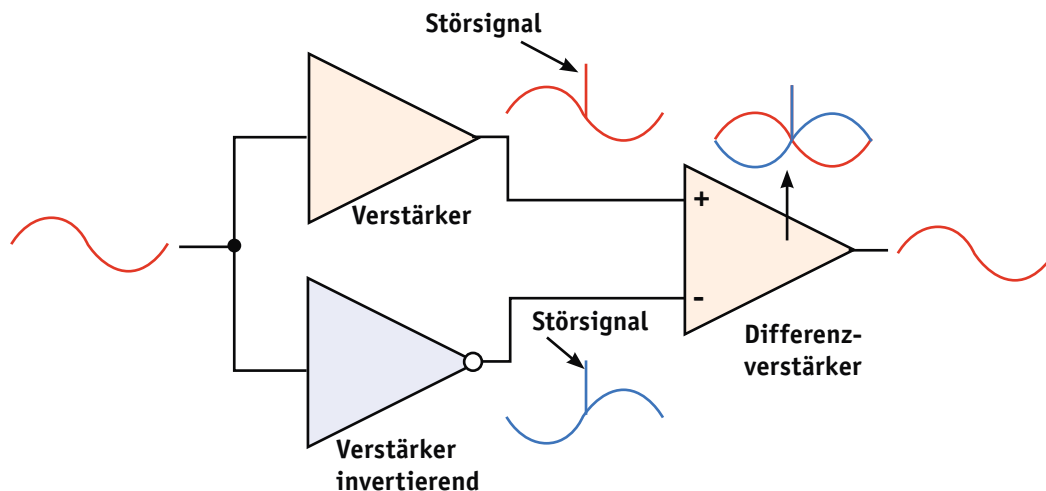 Störsignal
Verstärker
+
-
Störsignal
Differenz-
verstärker
Verstärker
invertierend